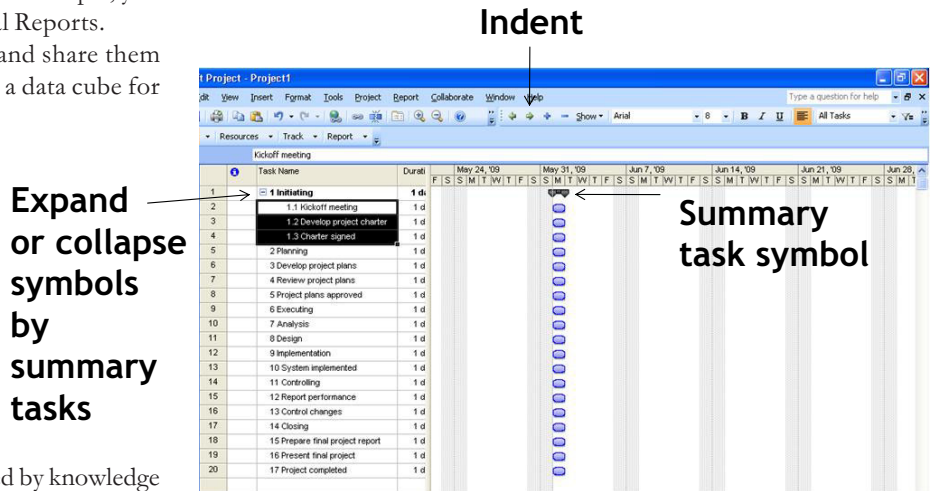 al Reports.
and share them
a data cube for
Indent
t Project - Project1
dit View Insert Format Tools Project Report Collaborate Window Help
Type a question for help
Show Arial 8 B I U All Tasks
Resources Track Report
Kickoff meeting
Task Name Durati
May 24, '09 May 31, '09 Jun 7, '09 Jun 14, '09 Jun 21, '09 Jun 28,
F S S M T W T F S S M T W T F S S M T W T F S S M T W T F S S M T W T F S S M T
1 1 Initiating 1 d
2 1.1 Kickoff meeting 1 d
3 1.2 Develop project charter 1 d
4 1.3 Charter signed 1 d
5 2 Planning 1 d
6 3 Develop project plans 1 d
7 4 Review project plans 1 d
8 5 Project plans approved 1 d
9 6 Executing 1 d
10 7 Analysis 1 d
11 8 Design 1 d
12 9 Implementation 1 d
13 10 System implemented 1 d
14 11 Controlling 1 d
15 12 Report performance 1 d
16 13 Control changes 1 d
17 14 Closing 1 d
18 15 Prepare final project report 1 d
19 16 Present final project 1 d
20 17 Project completed 1 d
Expand
or collapse
symbols
by
summary
tasks
Summary
task symbol
ed by knowledge